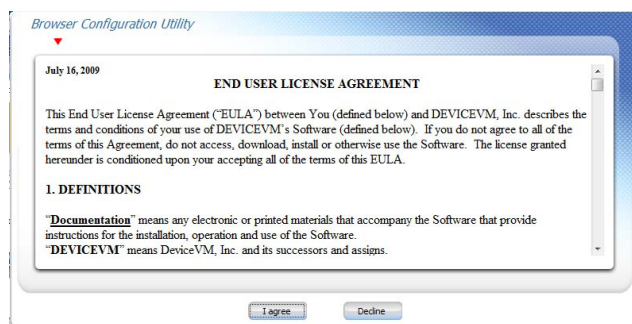 Browser Configuration Utility
July 16, 2009
END USER LICENSE AGREEMENT
This End User License Agreement (“EULA”) between You (defined below) and DEVICEVM, Inc. describes the
terms and conditions of your use of DEVICEVM’s Software (defined below).  If you do not agree to all of the
terms of this Agreement, do not access, download, install or otherwise use the Software.  The license granted
hereunder is conditioned upon your accepting all of the terms of this EULA.
1. DEFINITIONS
“Documentation” means any electronic or printed materials that accompany the Software that provide
instructions for the installation, operation and use of the Software.
“DEVICEVM” means DeviceVM, Inc. and its successors and assigns.
I agree
Decline